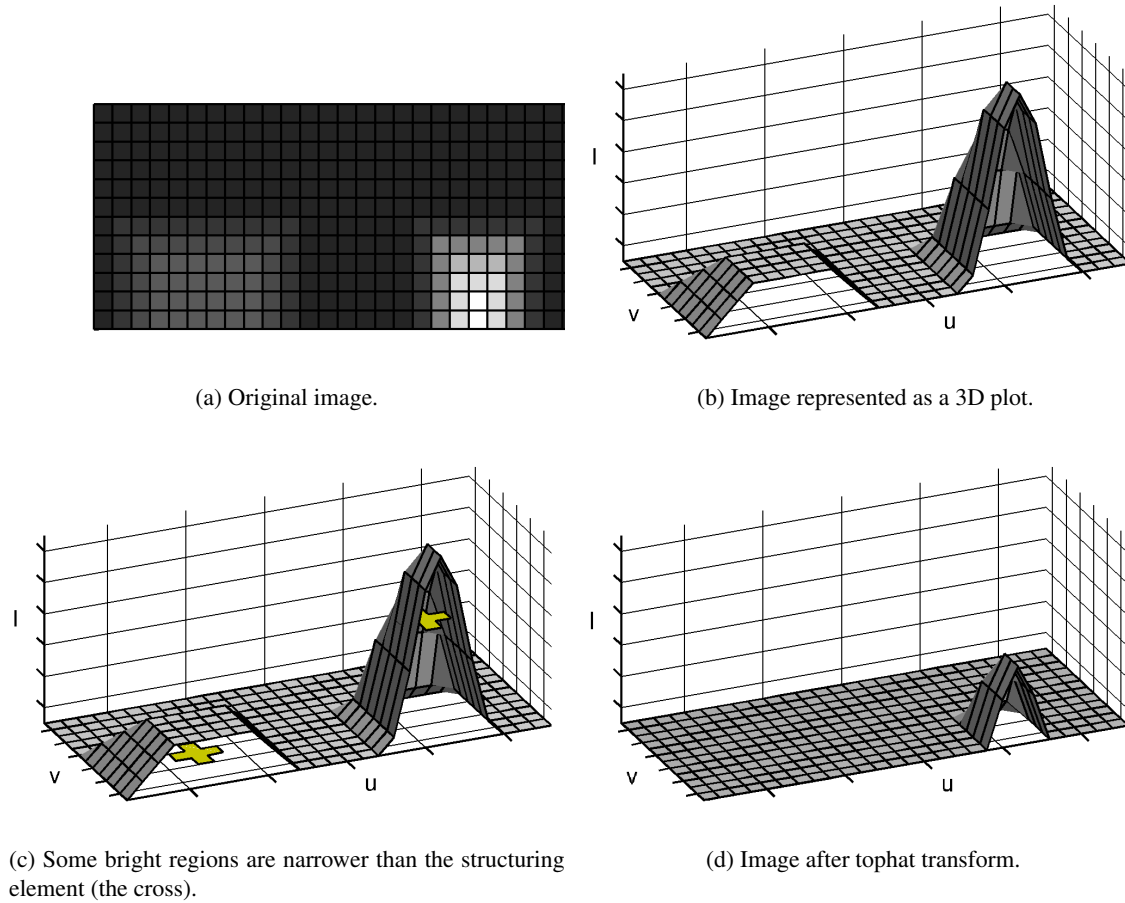 I
v
u
(a) Original image.
(b) Image represented as a 3D plot.
I
v
u
I
v
u
(c) Some bright regions are narrower than the structuring
element (the cross).
(d) Image after tophat transform.